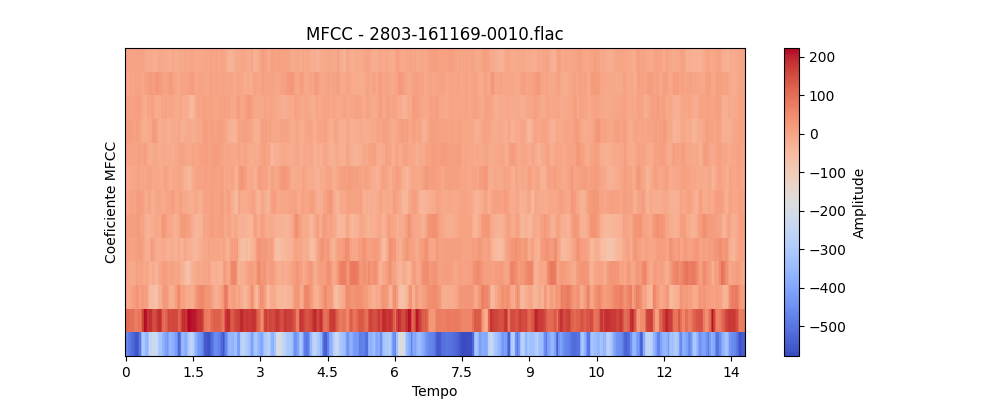 MFCC - 2803-161169-0010.flac
Coeficiente MFCC
0 1.5 3 4.5 6 7.5 9 10 12 14
Tempo
200
100
0
−100
−200
−300
−400
−500
Amplitude